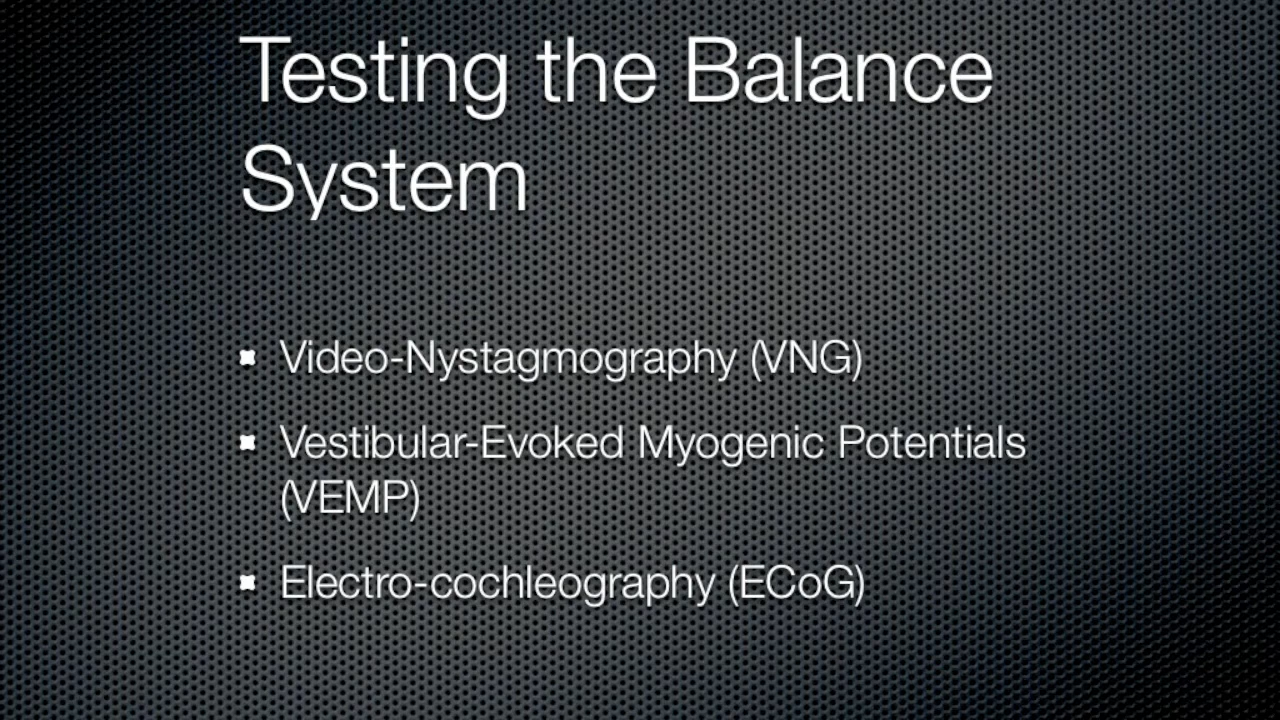 Testing the Balance
System
Video-Nystagmography (VNG)
Vestibular-Evoked Myogenic Potentials
(VEMP)
Electro-cochleography (ECoG)